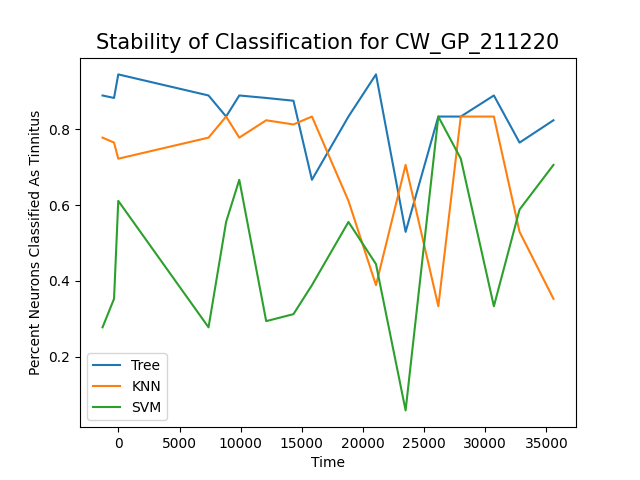 Stability of Classification for CW_GP_211220
Percent Neurons Classified As Tinnitus
0.8
0.6
0.4
0.2
Tree
KNN
SVM
0 5000 10000 15000 20000 25000 30000 35000
Time